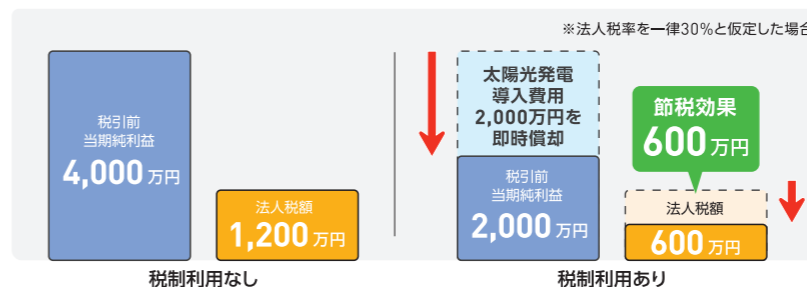 ※法人税率を一律30%と仮定した場合
税引前
当期純利益
4,000万円
法人税額
1,200万円
税制利用なし
太陽光発電
導入費用
2,000万円を
即時償却
税引前
当期純利益
2,000万円
節税効果
600万円
法人税額
600万円
税制利用あり